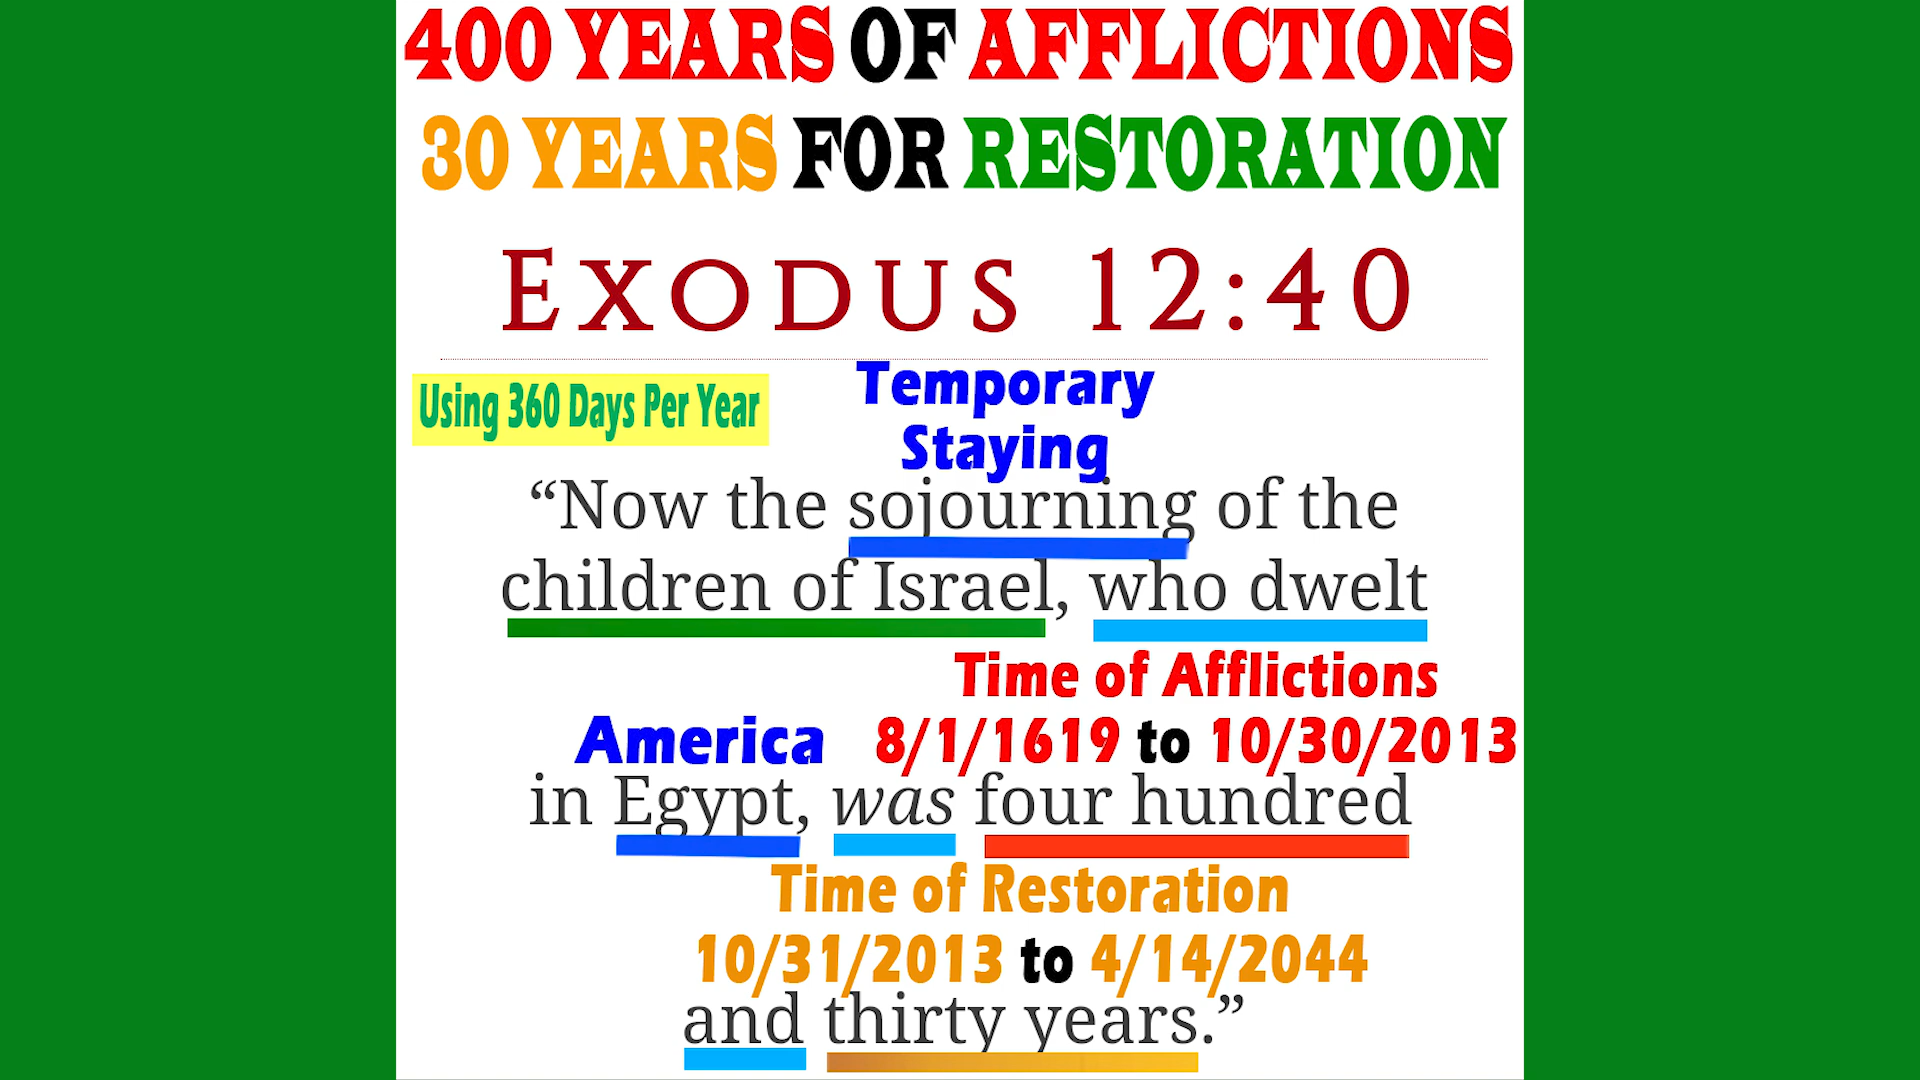 400 YEARS OF AFFLICTIONS
30 YEARS FOR RESTORATION
EXODUS 12:40
Using 360 Days Per Year
Temporary
Staying
“Now the sojourning of the
children of Israel, who dwelt
Time of Afflictions
America 8/1/1619 to 10/30/2013
in Egypt, was four hundred
Time of Restoration
10/31/2013 to 4/14/2044
and thirty years.”